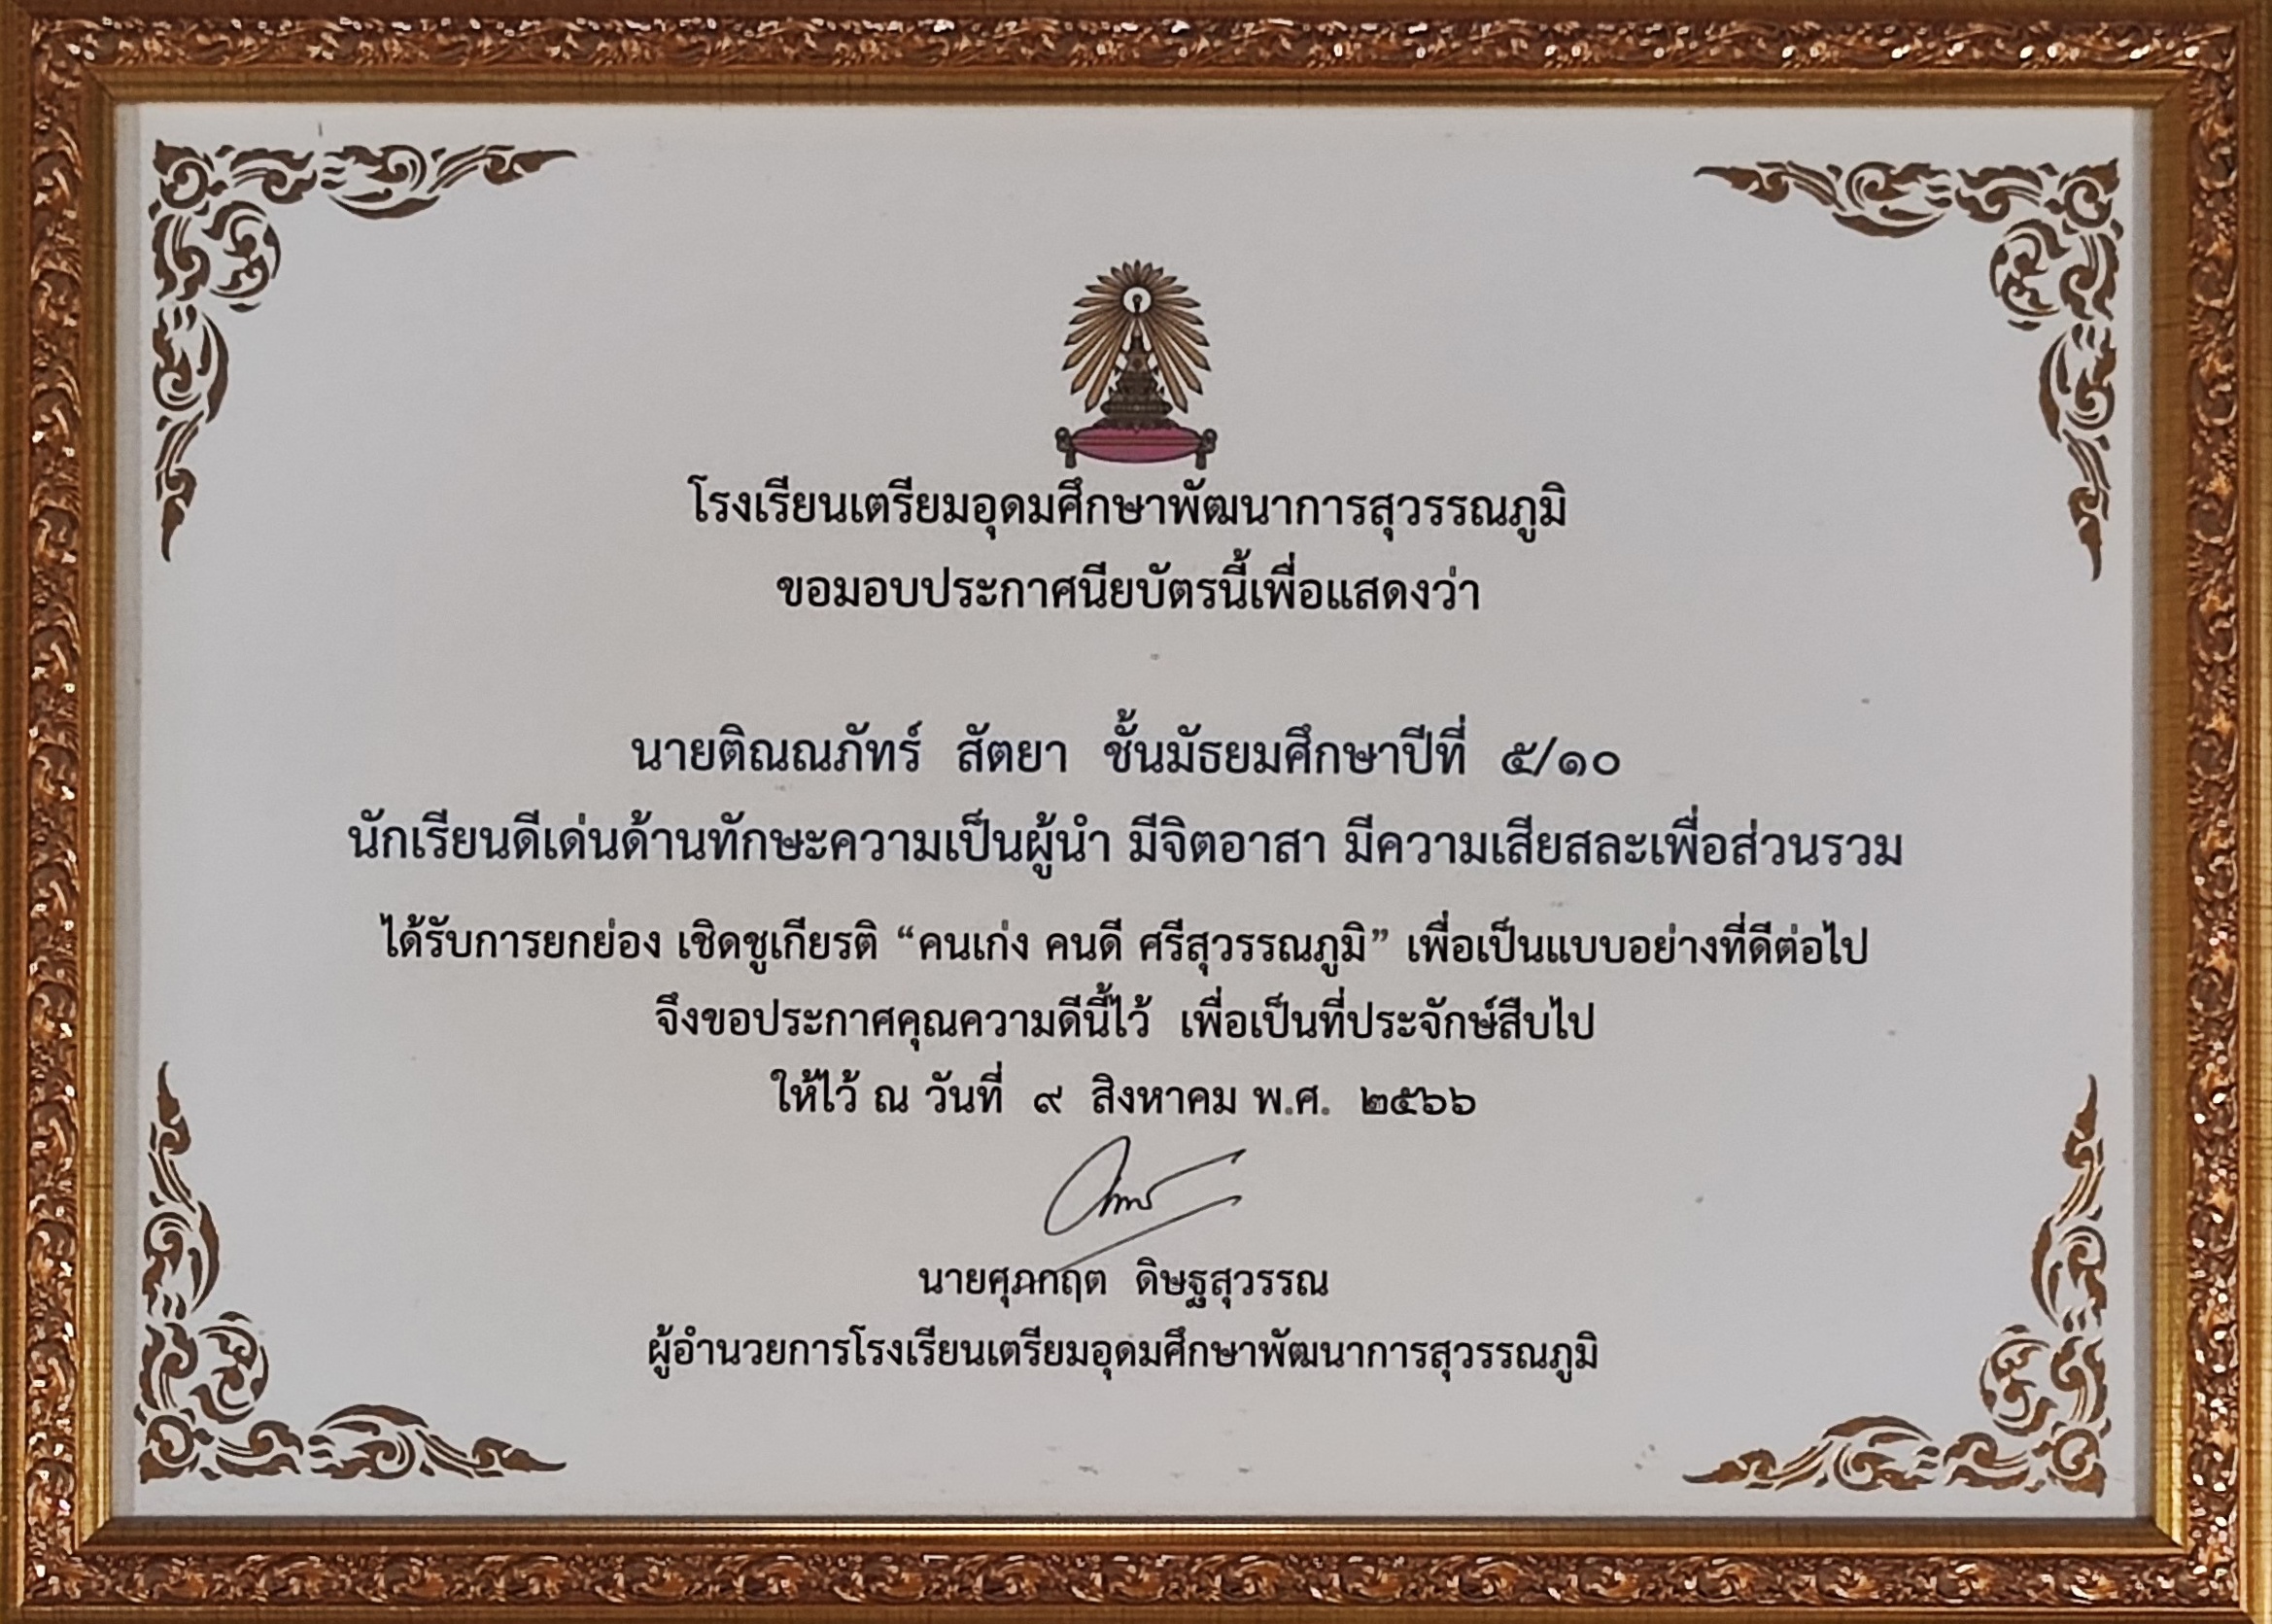 โรงเรียนเตรียมอุดมศึกษาพัฒนาการสุวรรณภูมิ
ขอมอบประกาศนียบัตรนี้เพื่อแสดงว่า
นายติณณภัทร์ สัตยา ชั้นมัธยมศึกษาปีที่ ๕/๑๐
นักเรียนดีเด่นด้านทักษะความเป็นผู้นำ มีจิตอาสา มีความเสียสละเพื่อส่วนรวม
ได้รับการยกย่อง เชิดชูเกียรติ “คนเก่ง คนดี ศรีสุวรรณภูมิ” เพื่อเป็นแบบอย่างที่ดีต่อไป
จึงขอประกาศคุณความดีนี้ไว้ เพื่อเป็นที่ประจักษ์สืบไป
ให้ไว้ ณ วันที่ ๙ สิงหาคม พ.ศ. ๒๕๖๖
นายศุภกฤต ดิษฐสุวรรณ
ผู้อำนวยการโรงเรียนเตรียมอุดมศึกษาพัฒนาการสุวรรณภูมิ